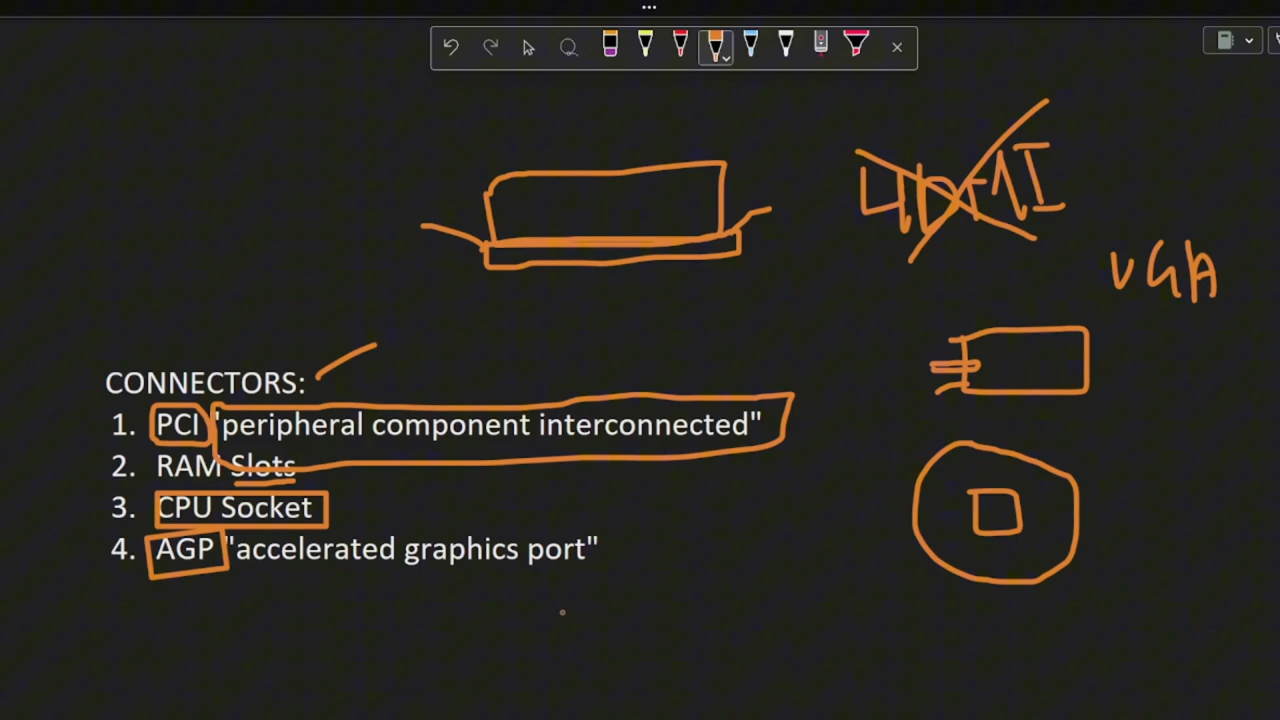 HDMI
VGA
CONNECTORS:
1. PCI "peripheral component interconnected"
2. RAM Slots
3. CPU Socket
4. AGP "accelerated graphics port"